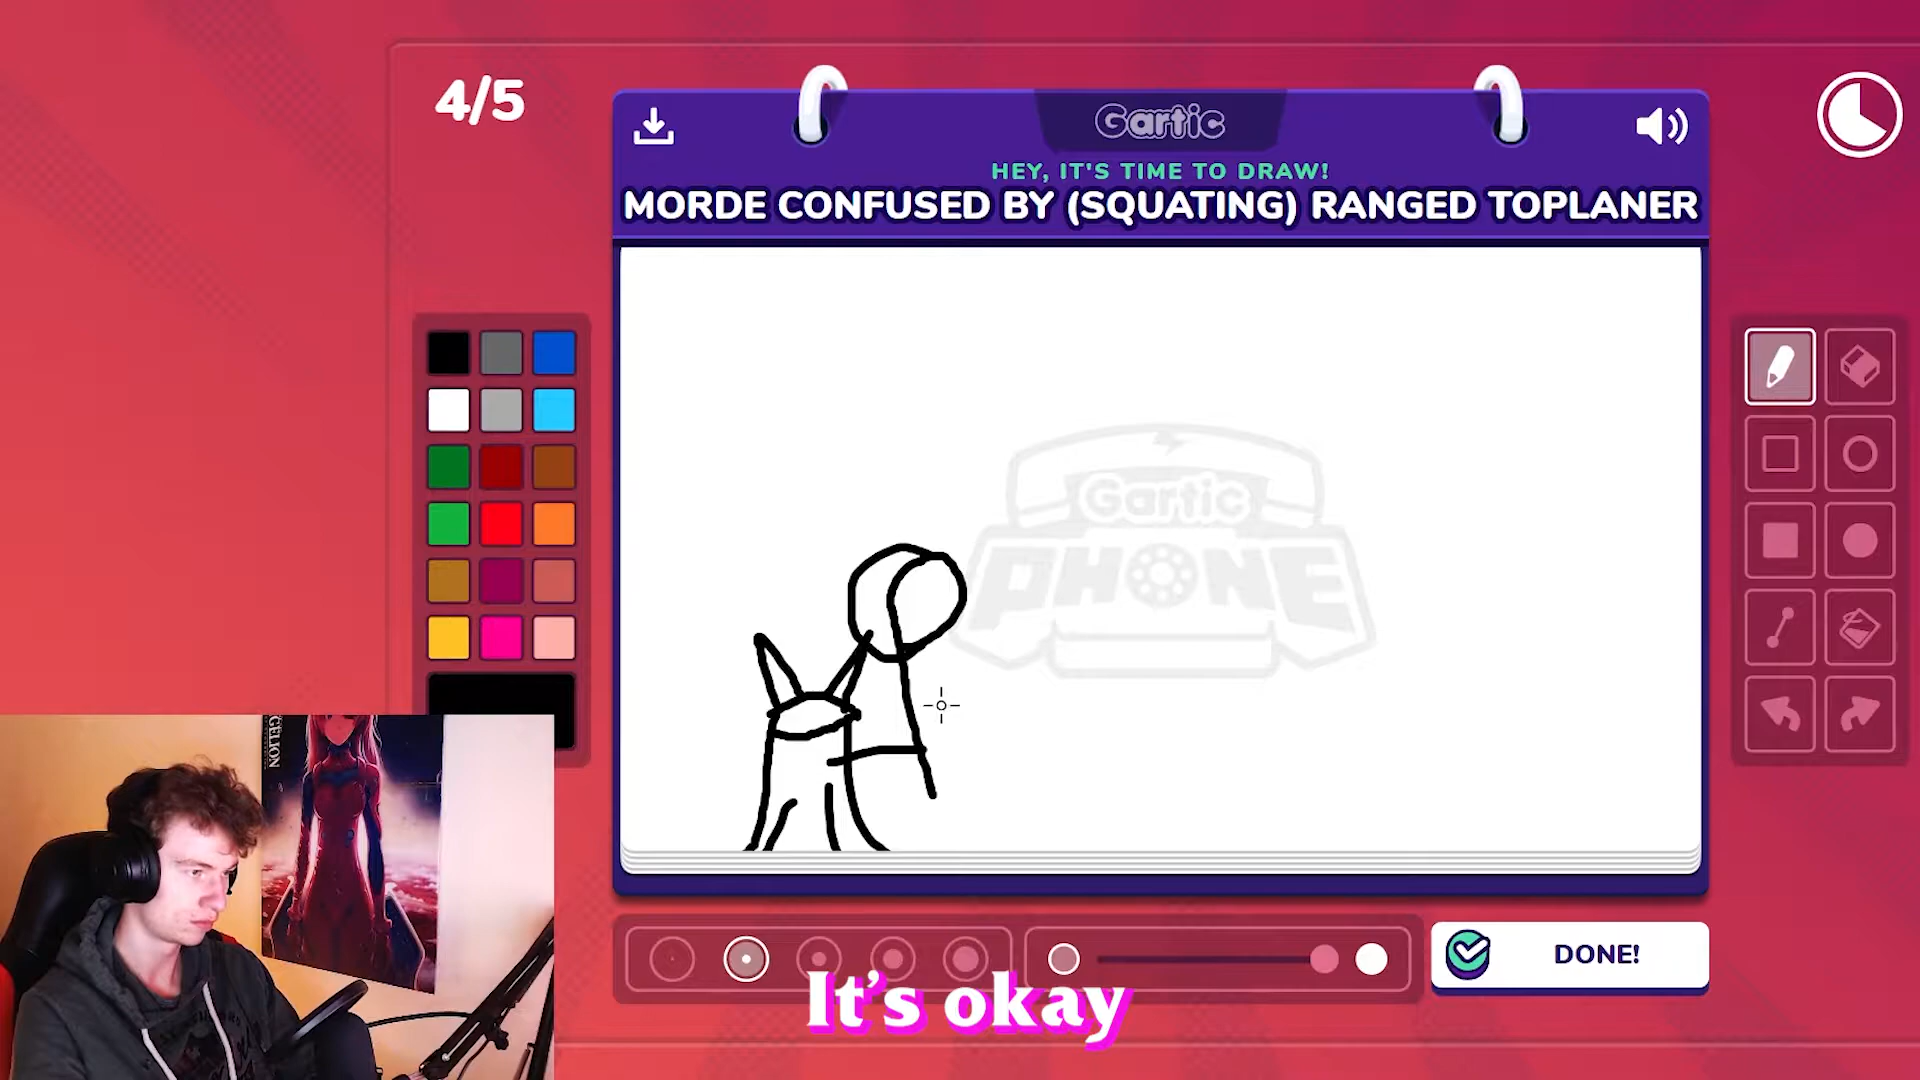 4/5
Gartic
HEY, IT'S TIME TO DRAW!
MORDE CONFUSED BY (SQUATING) RANGED TOPLANER
Gartic
PHONE
GELION
DONE!
It's okay